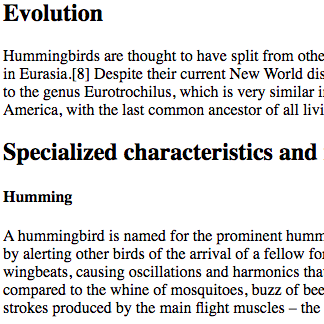 Evolution
Hummingbirds are thought to have split from othe
in Eurasia.[8] Despite their current New World dis
to the genus Eurotrochilus, which is very similar i
America, with the last common ancestor of all livi
Specialized characteristics and
Humming
A hummingbird is named for the prominent humm
by alerting other birds of the arrival of a fellow fo
wingbeats, causing oscillations and harmonics tha
compared to the whine of mosquitoes, buzz of bee
strokes produced by the main flight muscles – the